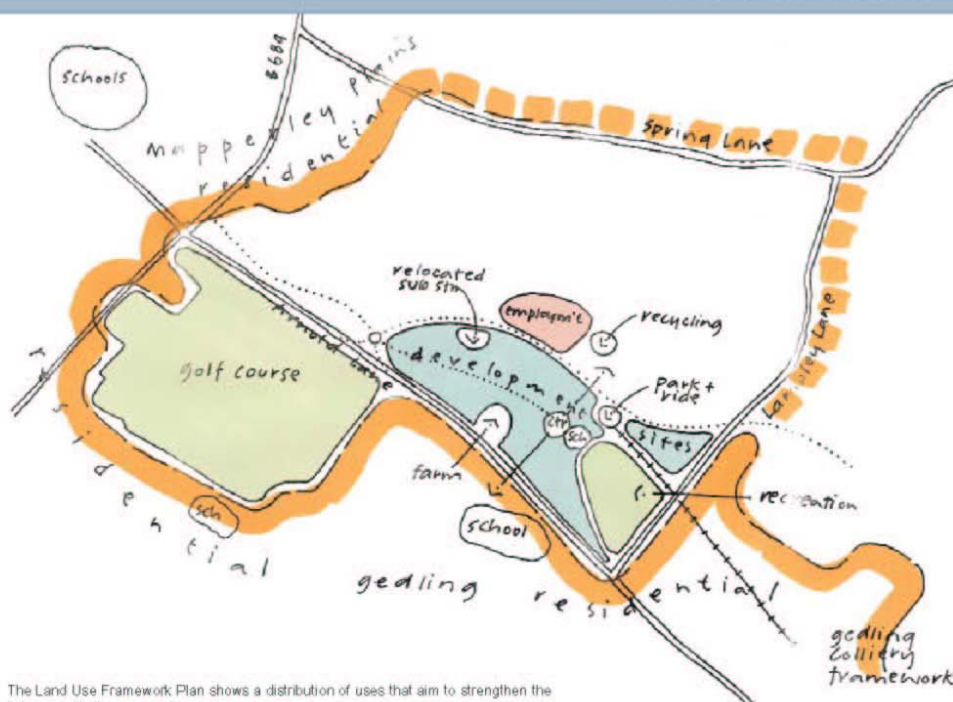 schools
B684
mapperley plains
residential
Spring Lane
relocated
sub stn
employm't
recycling
golf course
development
Park +
ride
Lambley Lane
ctr
sch
sites
farm
recreation
residential
sch
school
gedling residential
gedling
colliery
framework
The Land Use Framework Plan shows a distribution of uses that aim to strengthen the